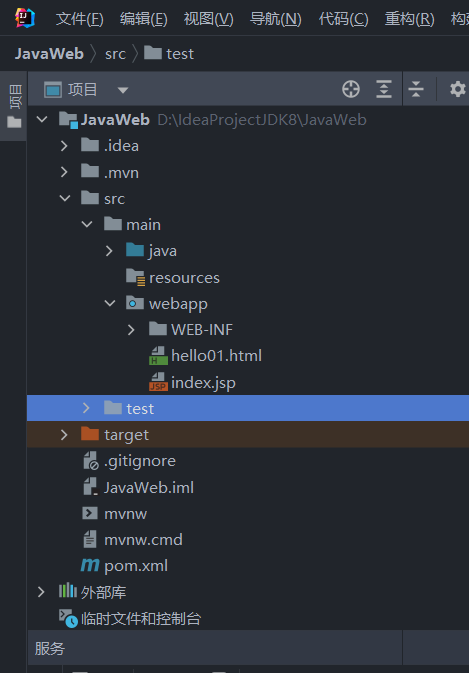 文件(F) 编辑(E) 视图(V) 导航(N) 代码(C) 重构(R) 构
JavaWeb src test
项目
项目
JavaWeb D:\IdeaProjectJDK8\JavaWeb
.idea
.mvn
src
main
java
resources
webapp
WEB-INF
hello01.html
index.jsp
test
target
.gitignore
JavaWeb.iml
mvnw
mvnw.cmd
pom.xml
外部库
临时文件和控制台
服务